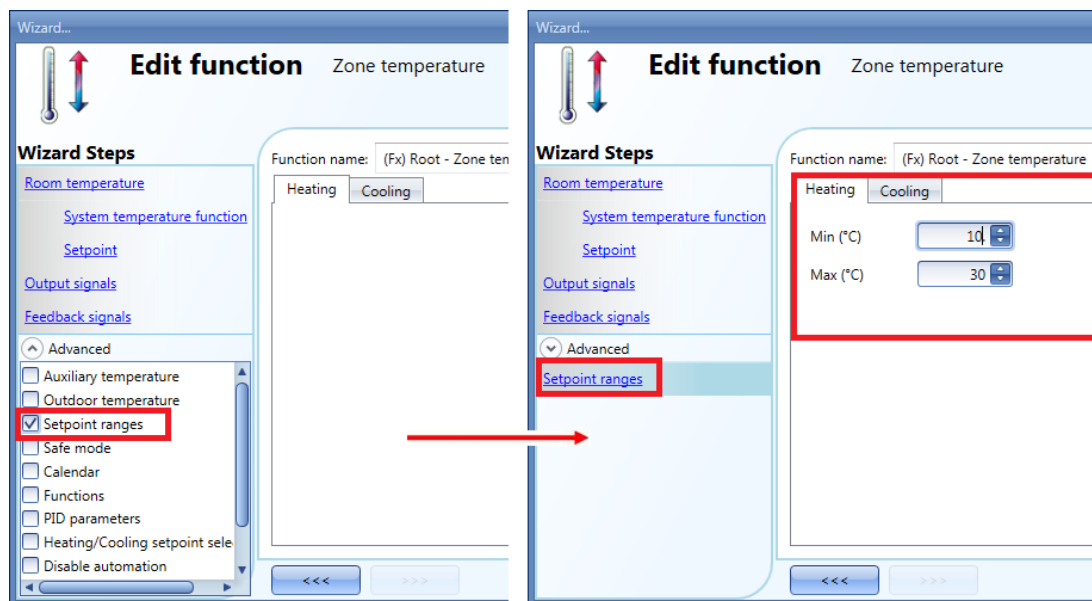 Wizard...
Edit function Zone temperature
Wizard Steps
Room temperature
System temperature function
Setpoint
Output signals
Feedback signals
Advanced
Auxiliary temperature
Outdoor temperature
Setpoint ranges
Safe mode
Calendar
Functions
PID parameters
Heating/Cooling setpoint sele
Disable automation
Function name: (Fx) Root - Zone ten
Heating Cooling
<<< >>>
Wizard...
Edit function Zone temperature
Wizard Steps
Room temperature
System temperature function
Setpoint
Output signals
Feedback signals
Advanced
Setpoint ranges
Function name: (Fx) Root - Zone temperature
Heating Cooling
Min (°C) 10
Max (°C) 30
<<< >>>